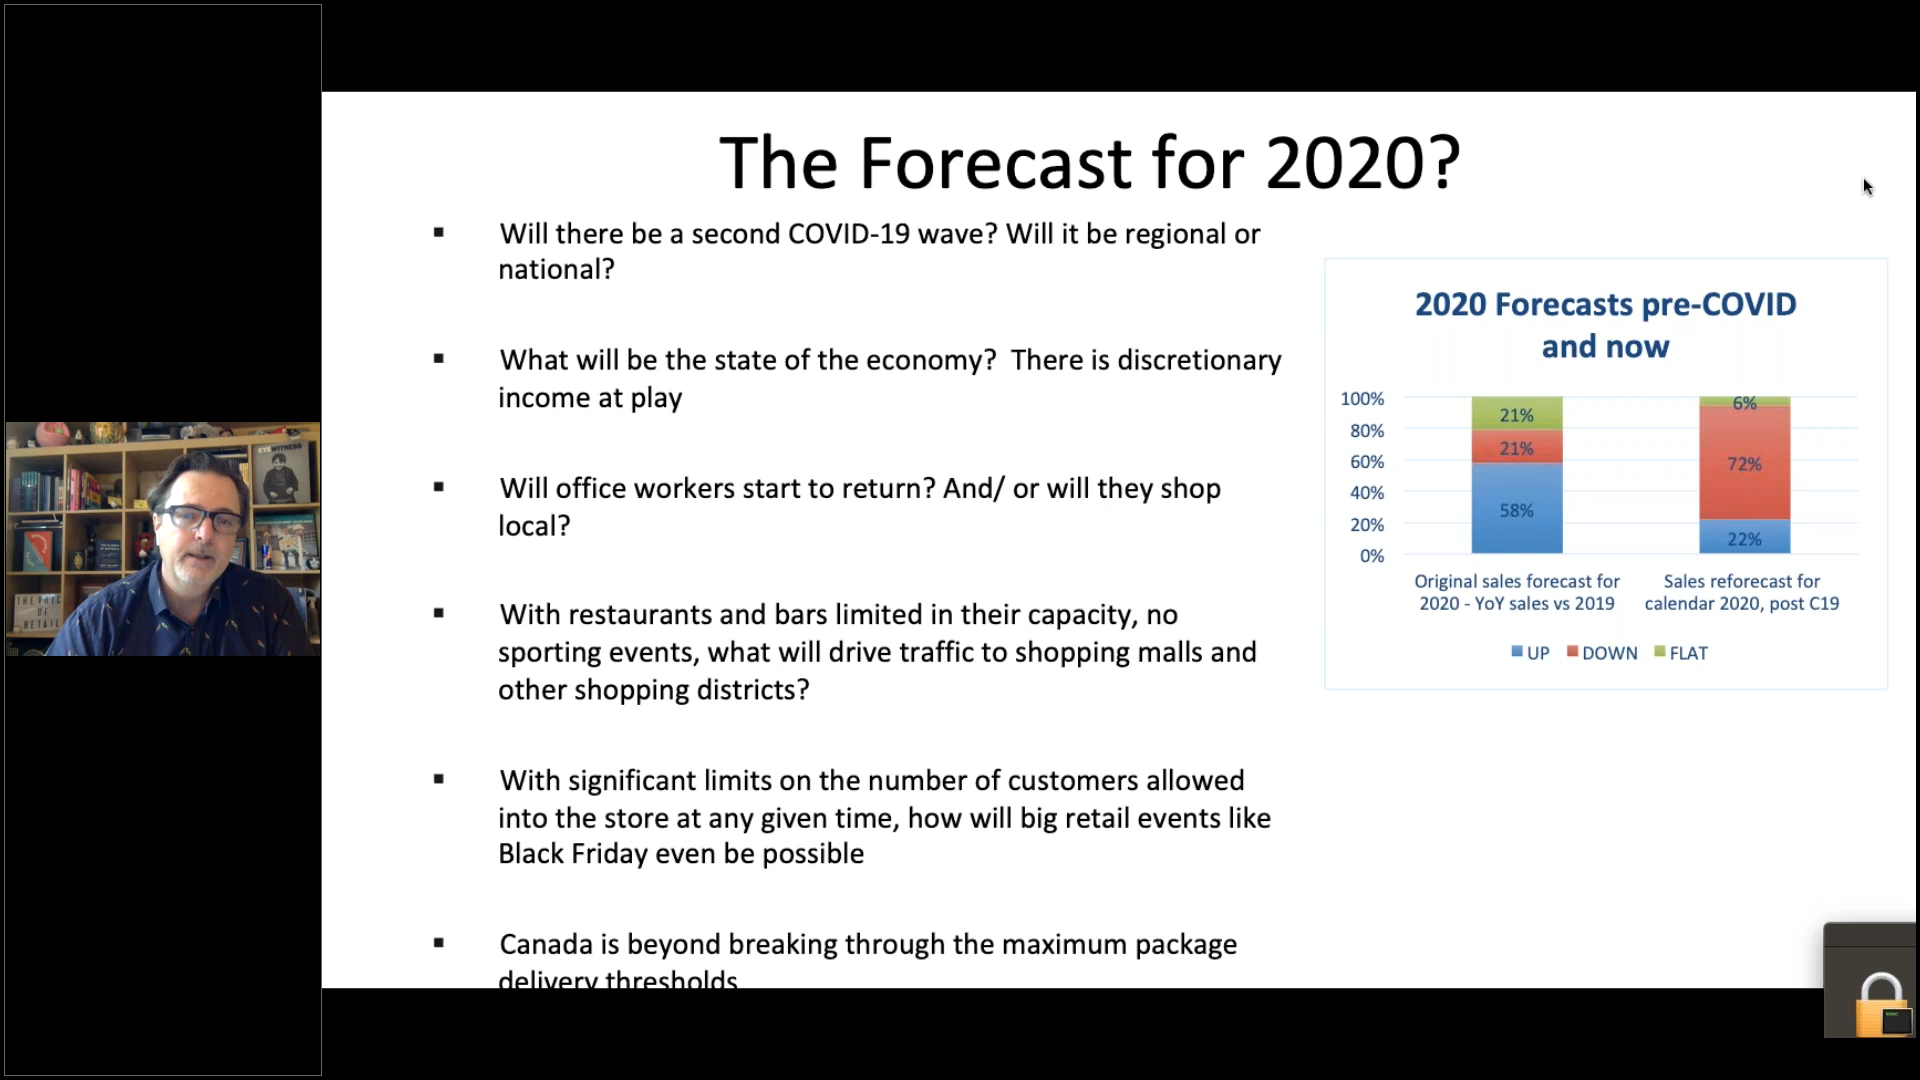 The Forecast for 2020?
▪ Will there be a second COVID-19 wave? Will it be regional or
national?
▪ What will be the state of the economy?  There is discretionary
income at play
▪ Will office workers start to return? And/ or will they shop
local?
▪ With restaurants and bars limited in their capacity, no
sporting events, what will drive traffic to shopping malls and
other shopping districts?
▪ With significant limits on the number of customers allowed
into the store at any given time, how will big retail events like
Black Friday even be possible
▪ Canada is beyond breaking through the maximum package
delivery thresholds
2020 Forecasts pre-COVID
and now
100%
80%
60%
40%
20%
0%
21%
21%
58%
6%
72%
22%
Original sales forecast for
2020 - YoY sales vs 2019
Sales reforecast for
calendar 2020, post C19
UP DOWN FLAT
EYEWITNESS
THE VOIC
OF
RETAIL